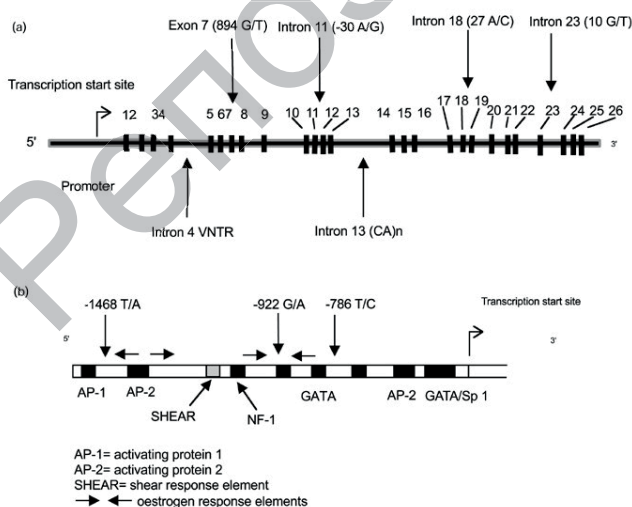 (a)
Exon 7 (894 G/T) Intron 11 (-30 A/G) Intron 18 (27 A/C) Intron 23 (10 G/T)
Transcription start site
12 34 5 67 8 9 10 11 12 13 14 15 16 17 18 19 20 21 22 23 24 25 26
5' 3'
Promoter
Intron 4 VNTR Intron 13 (CA)n
(b)
-1468 T/A -922 G/A -786 T/C Transcription start site
5' 3'
AP-1 AP-2 GATA AP-2 GATA/Sp 1
SHEAR NF-1
AP-1= activating protein 1
AP-2= activating protein 2
SHEAR= shear response element
oestrogen response elements
Репоз